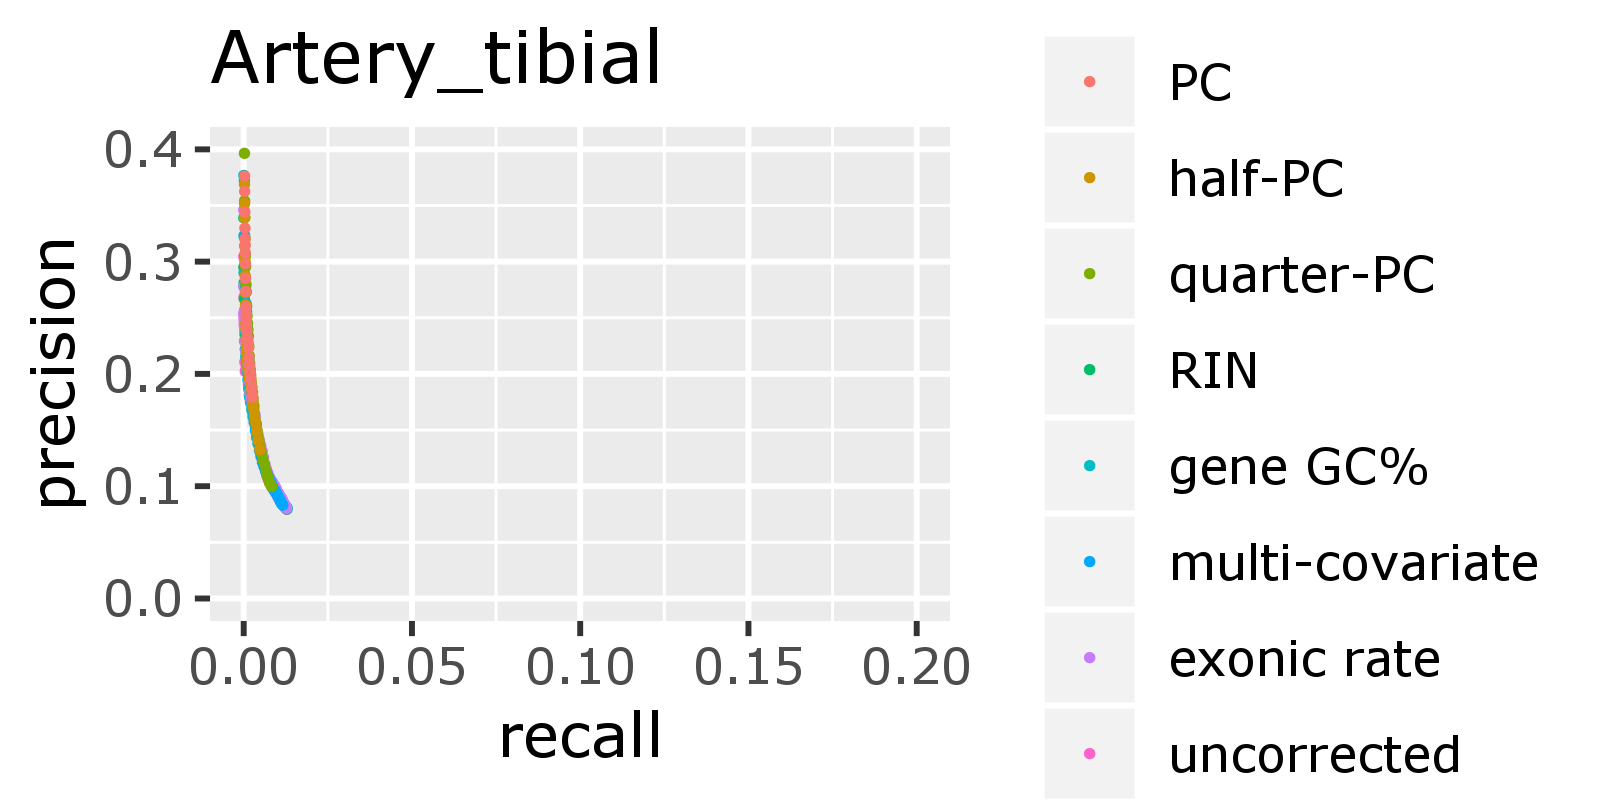 Artery_tibial
precision
0.4
0.3
0.2
0.1
0.0
0.00 0.05 0.10 0.15 0.20
recall
PC
half-PC
quarter-PC
RIN
gene GC%
multi-covariate
exonic rate
uncorrected